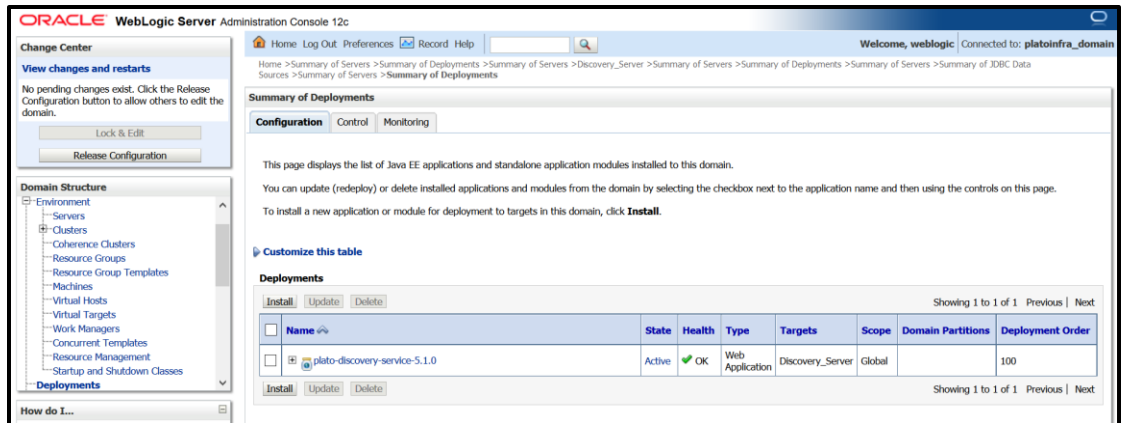 ORACLE WebLogic Server Administration Console 12c
Change Center
View changes and restarts
No pending changes exist. Click the Release
Configuration button to allow others to edit the
domain.
Lock & Edit
Release Configuration
Domain Structure
Environment
Servers
Clusters
Coherence Clusters
Resource Groups
Resource Group Templates
Machines
Virtual Hosts
Virtual Targets
Work Managers
Concurrent Templates
Resource Management
Startup and Shutdown Classes
Deployments
How do I...
Home Log Out Preferences Record Help
Welcome, weblogic Connected to: platoinfra_domain
Home >Summary of Servers >Summary of Deployments >Summary of Servers >Discovery_Server >Summary of Servers >Summary of Deployments >Summary of Servers >Summary of JDBC Data
Sources >Summary of Servers >Summary of Deployments
Summary of Deployments
Configuration Control Monitoring
This page displays the list of Java EE applications and standalone application modules installed to this domain.
You can update (redeploy) or delete installed applications and modules from the domain by selecting the checkbox next to the application name and then using the controls on this page.
To install a new application or module for deployment to targets in this domain, click Install.
Customize this table
Deployments
Install Update Delete Showing 1 to 1 of 1 Previous | Next
Name State Health Type Targets Scope Domain Partitions Deployment Order
plato-discovery-service-5.1.0 Active OK Web Application Discovery_Server Global 100
Install Update Delete Showing 1 to 1 of 1 Previous | Next